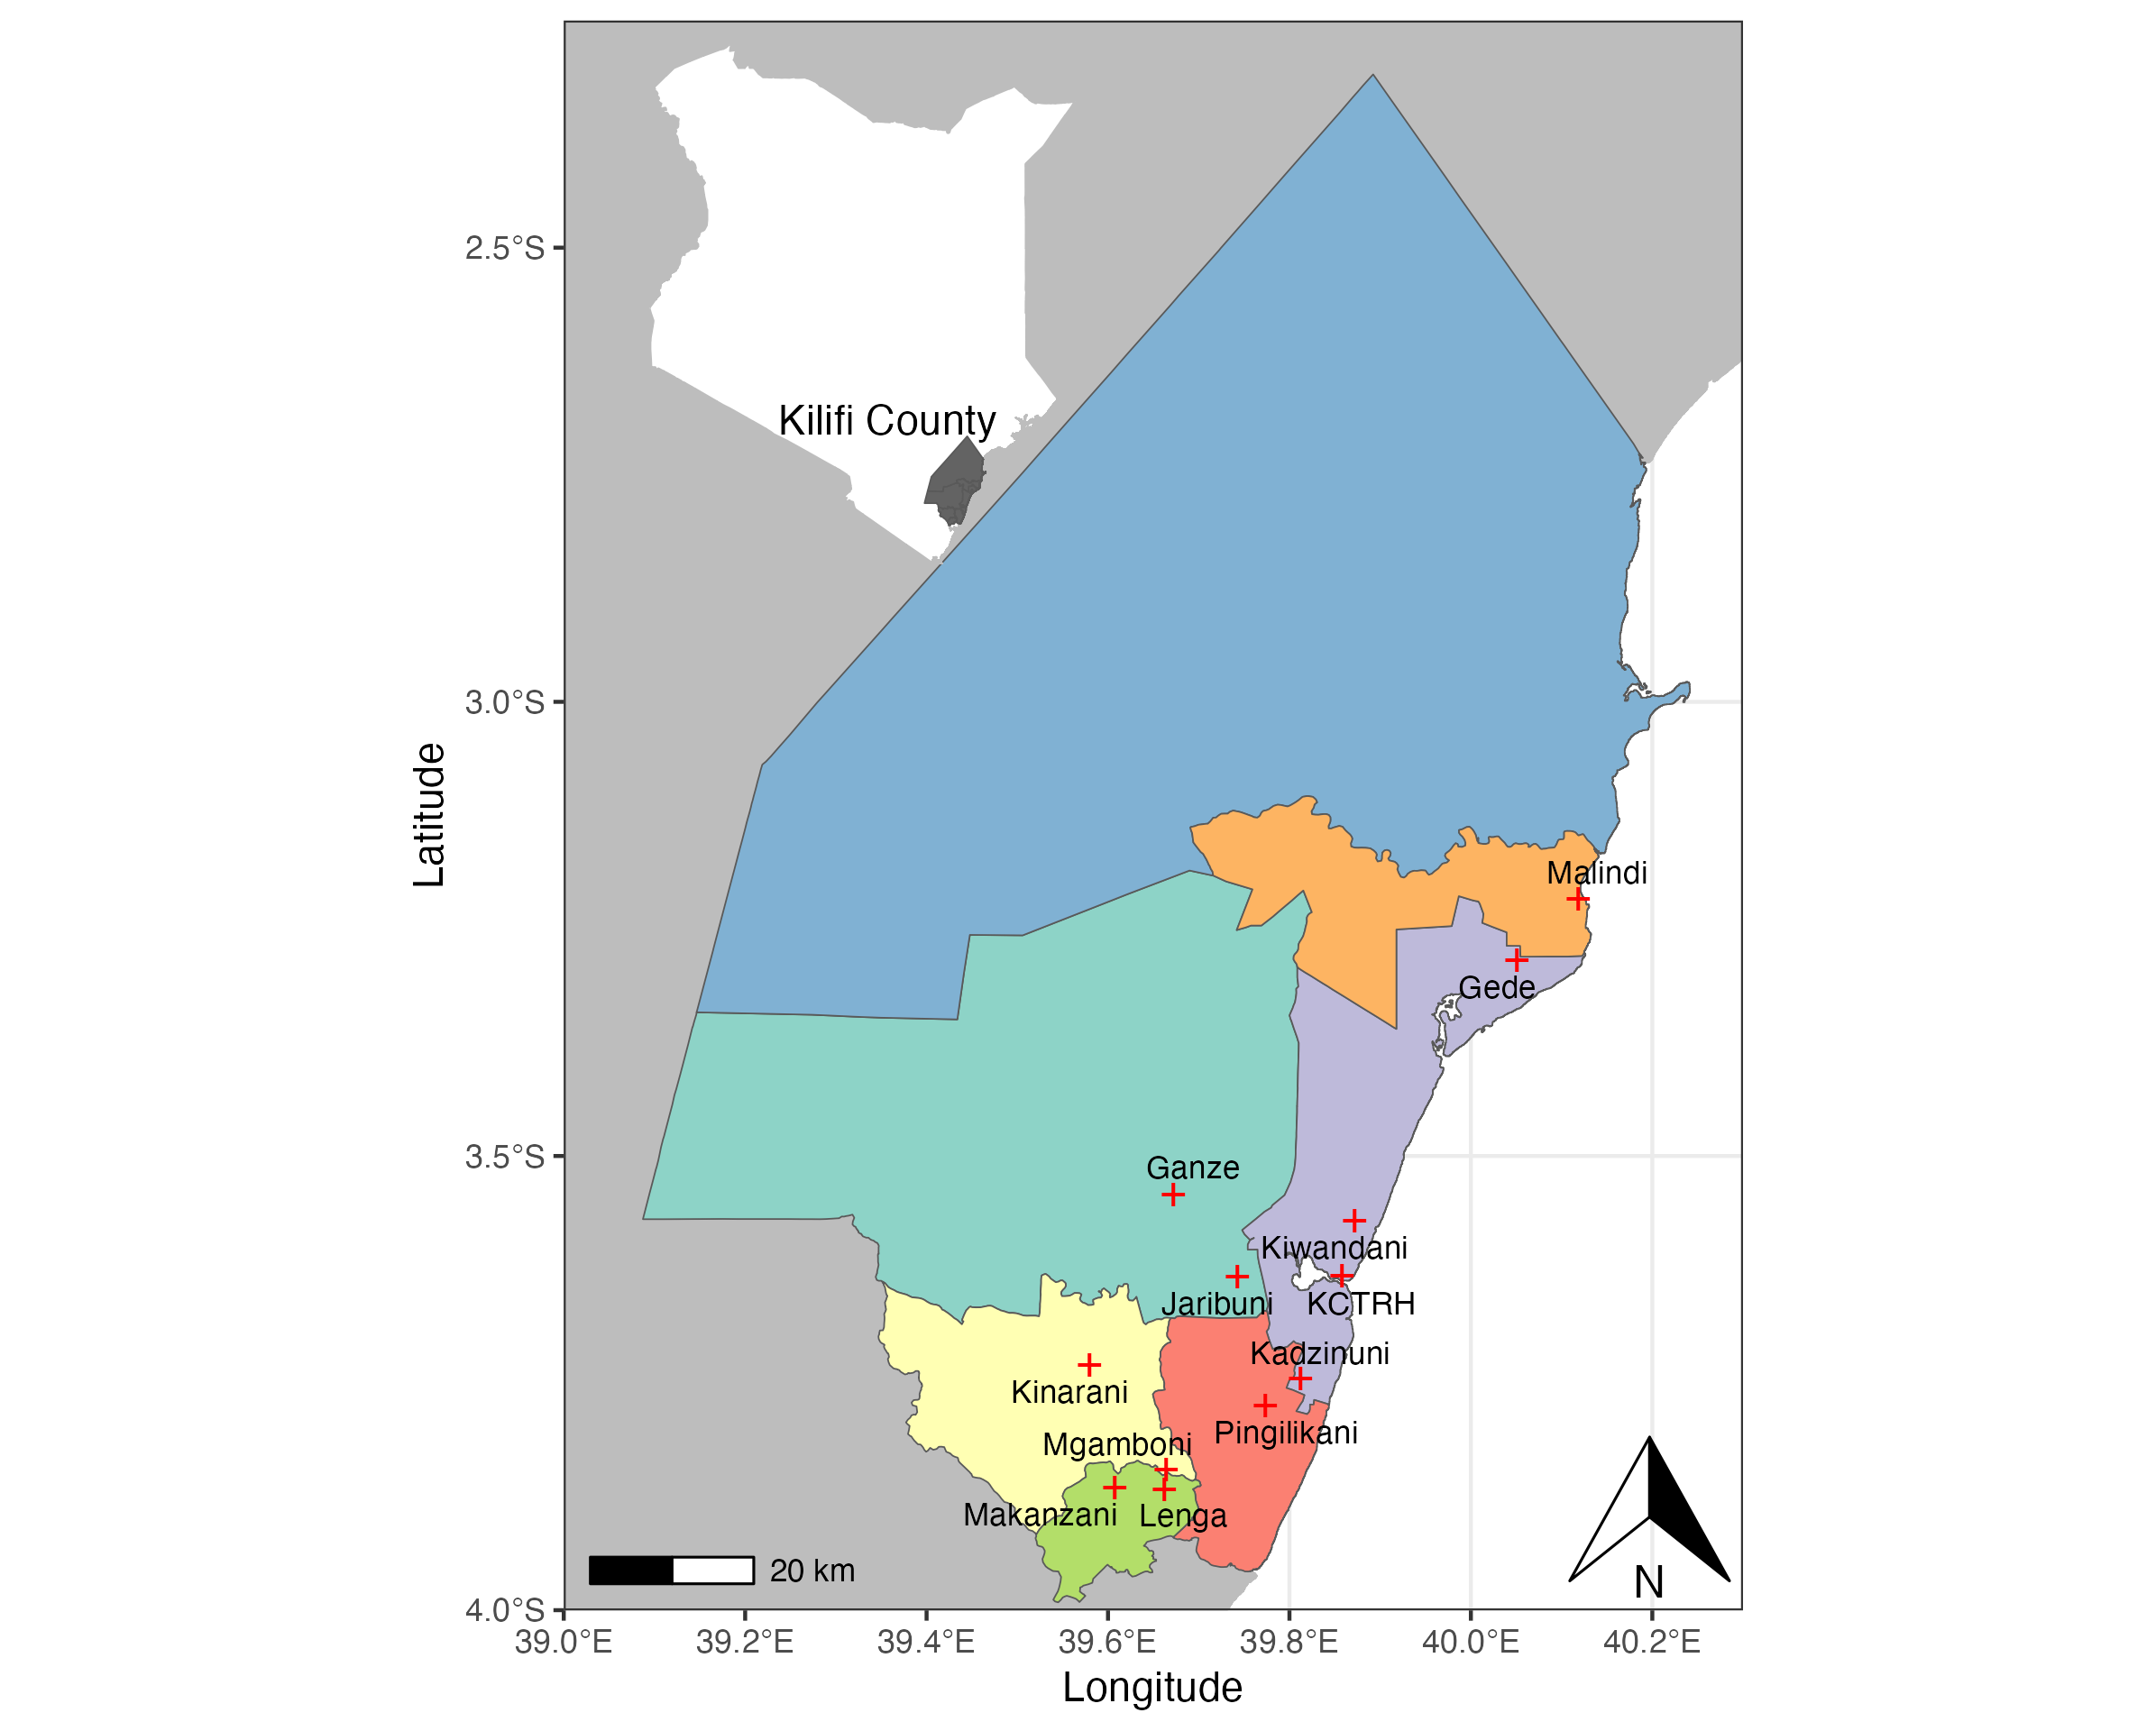 Kilifi County
2.5°S
3.0°S
Latitude
Malindi
Gede
3.5°S
Ganze
Kiwandani
Jaribuni
KCTRH
Kadzinuni
Kinarani
Pingilikani
Mgamboni
Makanzani
Lenga
20 km
N
4.0°S
39.0°E 39.2°E 39.4°E 39.6°E 39.8°E 40.0°E 40.2°E
Longitude